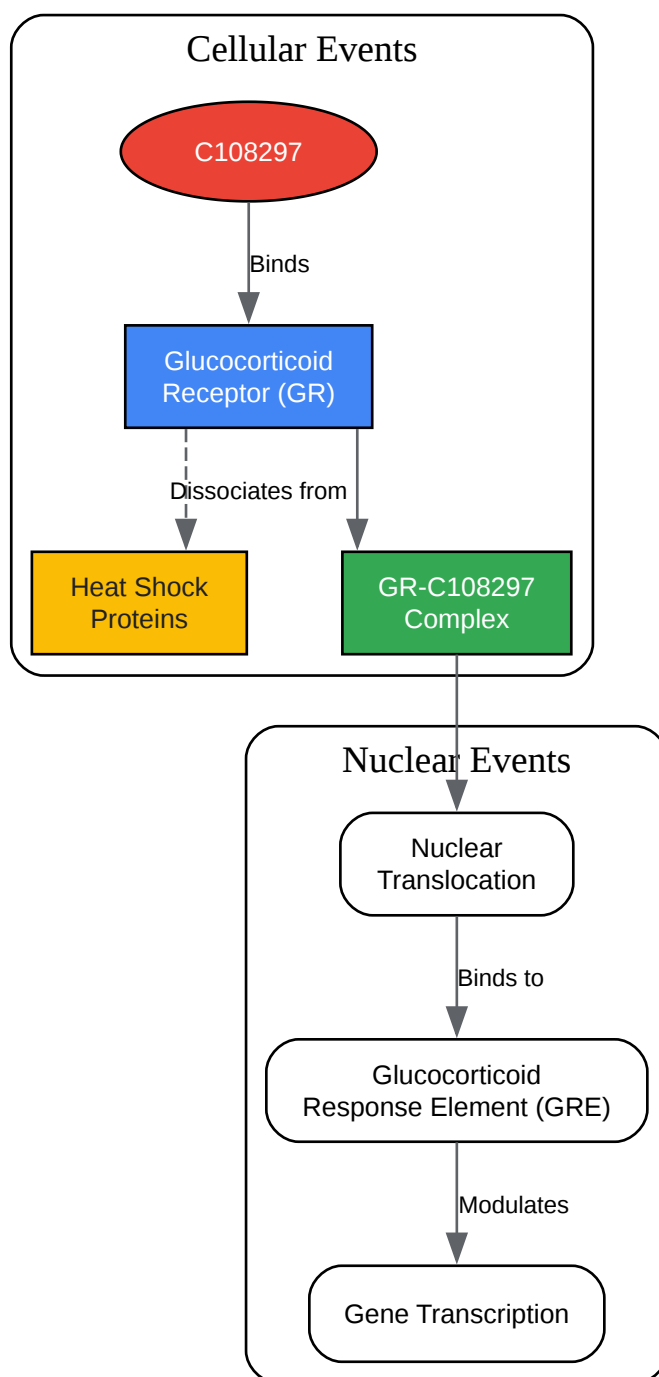 Cellular Events
C108297
Binds
Glucocorticoid
Receptor (GR)
Dissociates from
Heat Shock
Proteins
GR-C108297
Complex
Nuclear Events
Nuclear
Translocation
Binds to
Glucocorticoid
Response Element (GRE)
Modulates
Gene Transcription